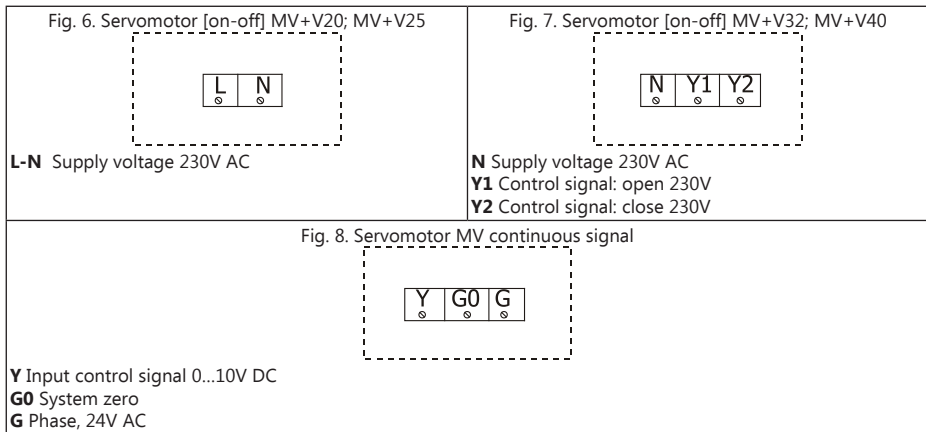 Fig. 6. Servomotor [on-off] MV+V20; MV+V25
L N
L-N Supply voltage 230V AC
Fig. 7. Servomotor [on-off] MV+V32; MV+V40
N Y1 Y2
N Supply voltage 230V AC
Y1 Control signal: open 230V
Y2 Control signal: close 230V
Fig. 8. Servomotor MV continuous signal
Y G0 G
Y Input control signal 0...10V DC
G0 System zero
G Phase, 24V AC